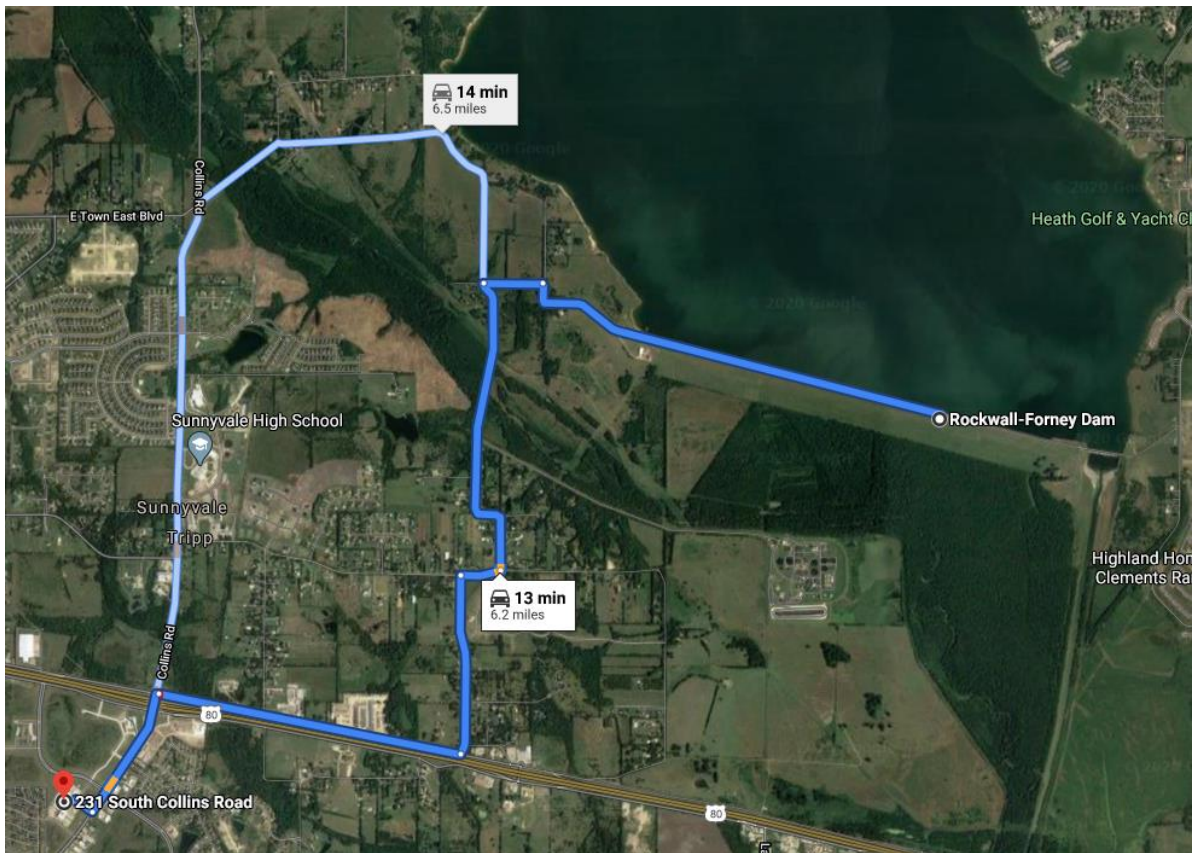 14 min
6.5 miles
© 2020 Google
Collins Rd
E Town East Blvd
Heath Golf & Yacht Cl
© 2020 Google
Sunnyvale High School
Rockwall-Forney Dam
Sunnyvale
Tripp
Highland Hom
Clements Ra
13 min
6.2 miles
Collins Rd
80
231 South Collins Road
80
La